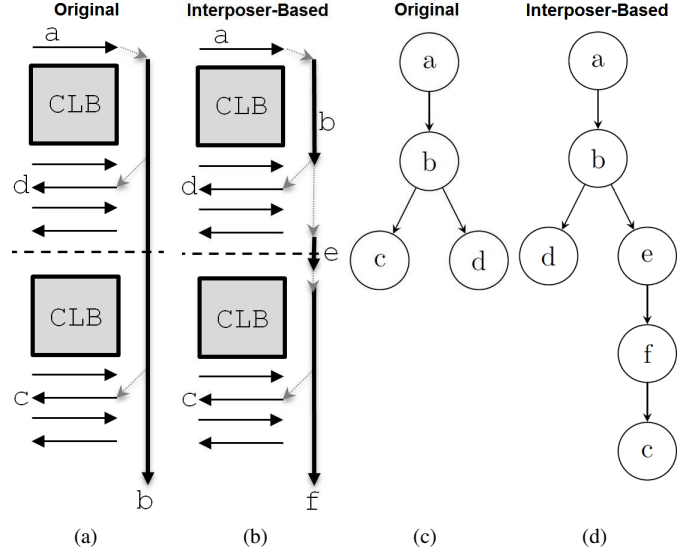 Original Interposer-Based Original Interposer-Based
a a a a
CLB CLB
b b b
d d
e c d d e
CLB CLB
f
c c
c
b f
(a) (b) (c) (d)